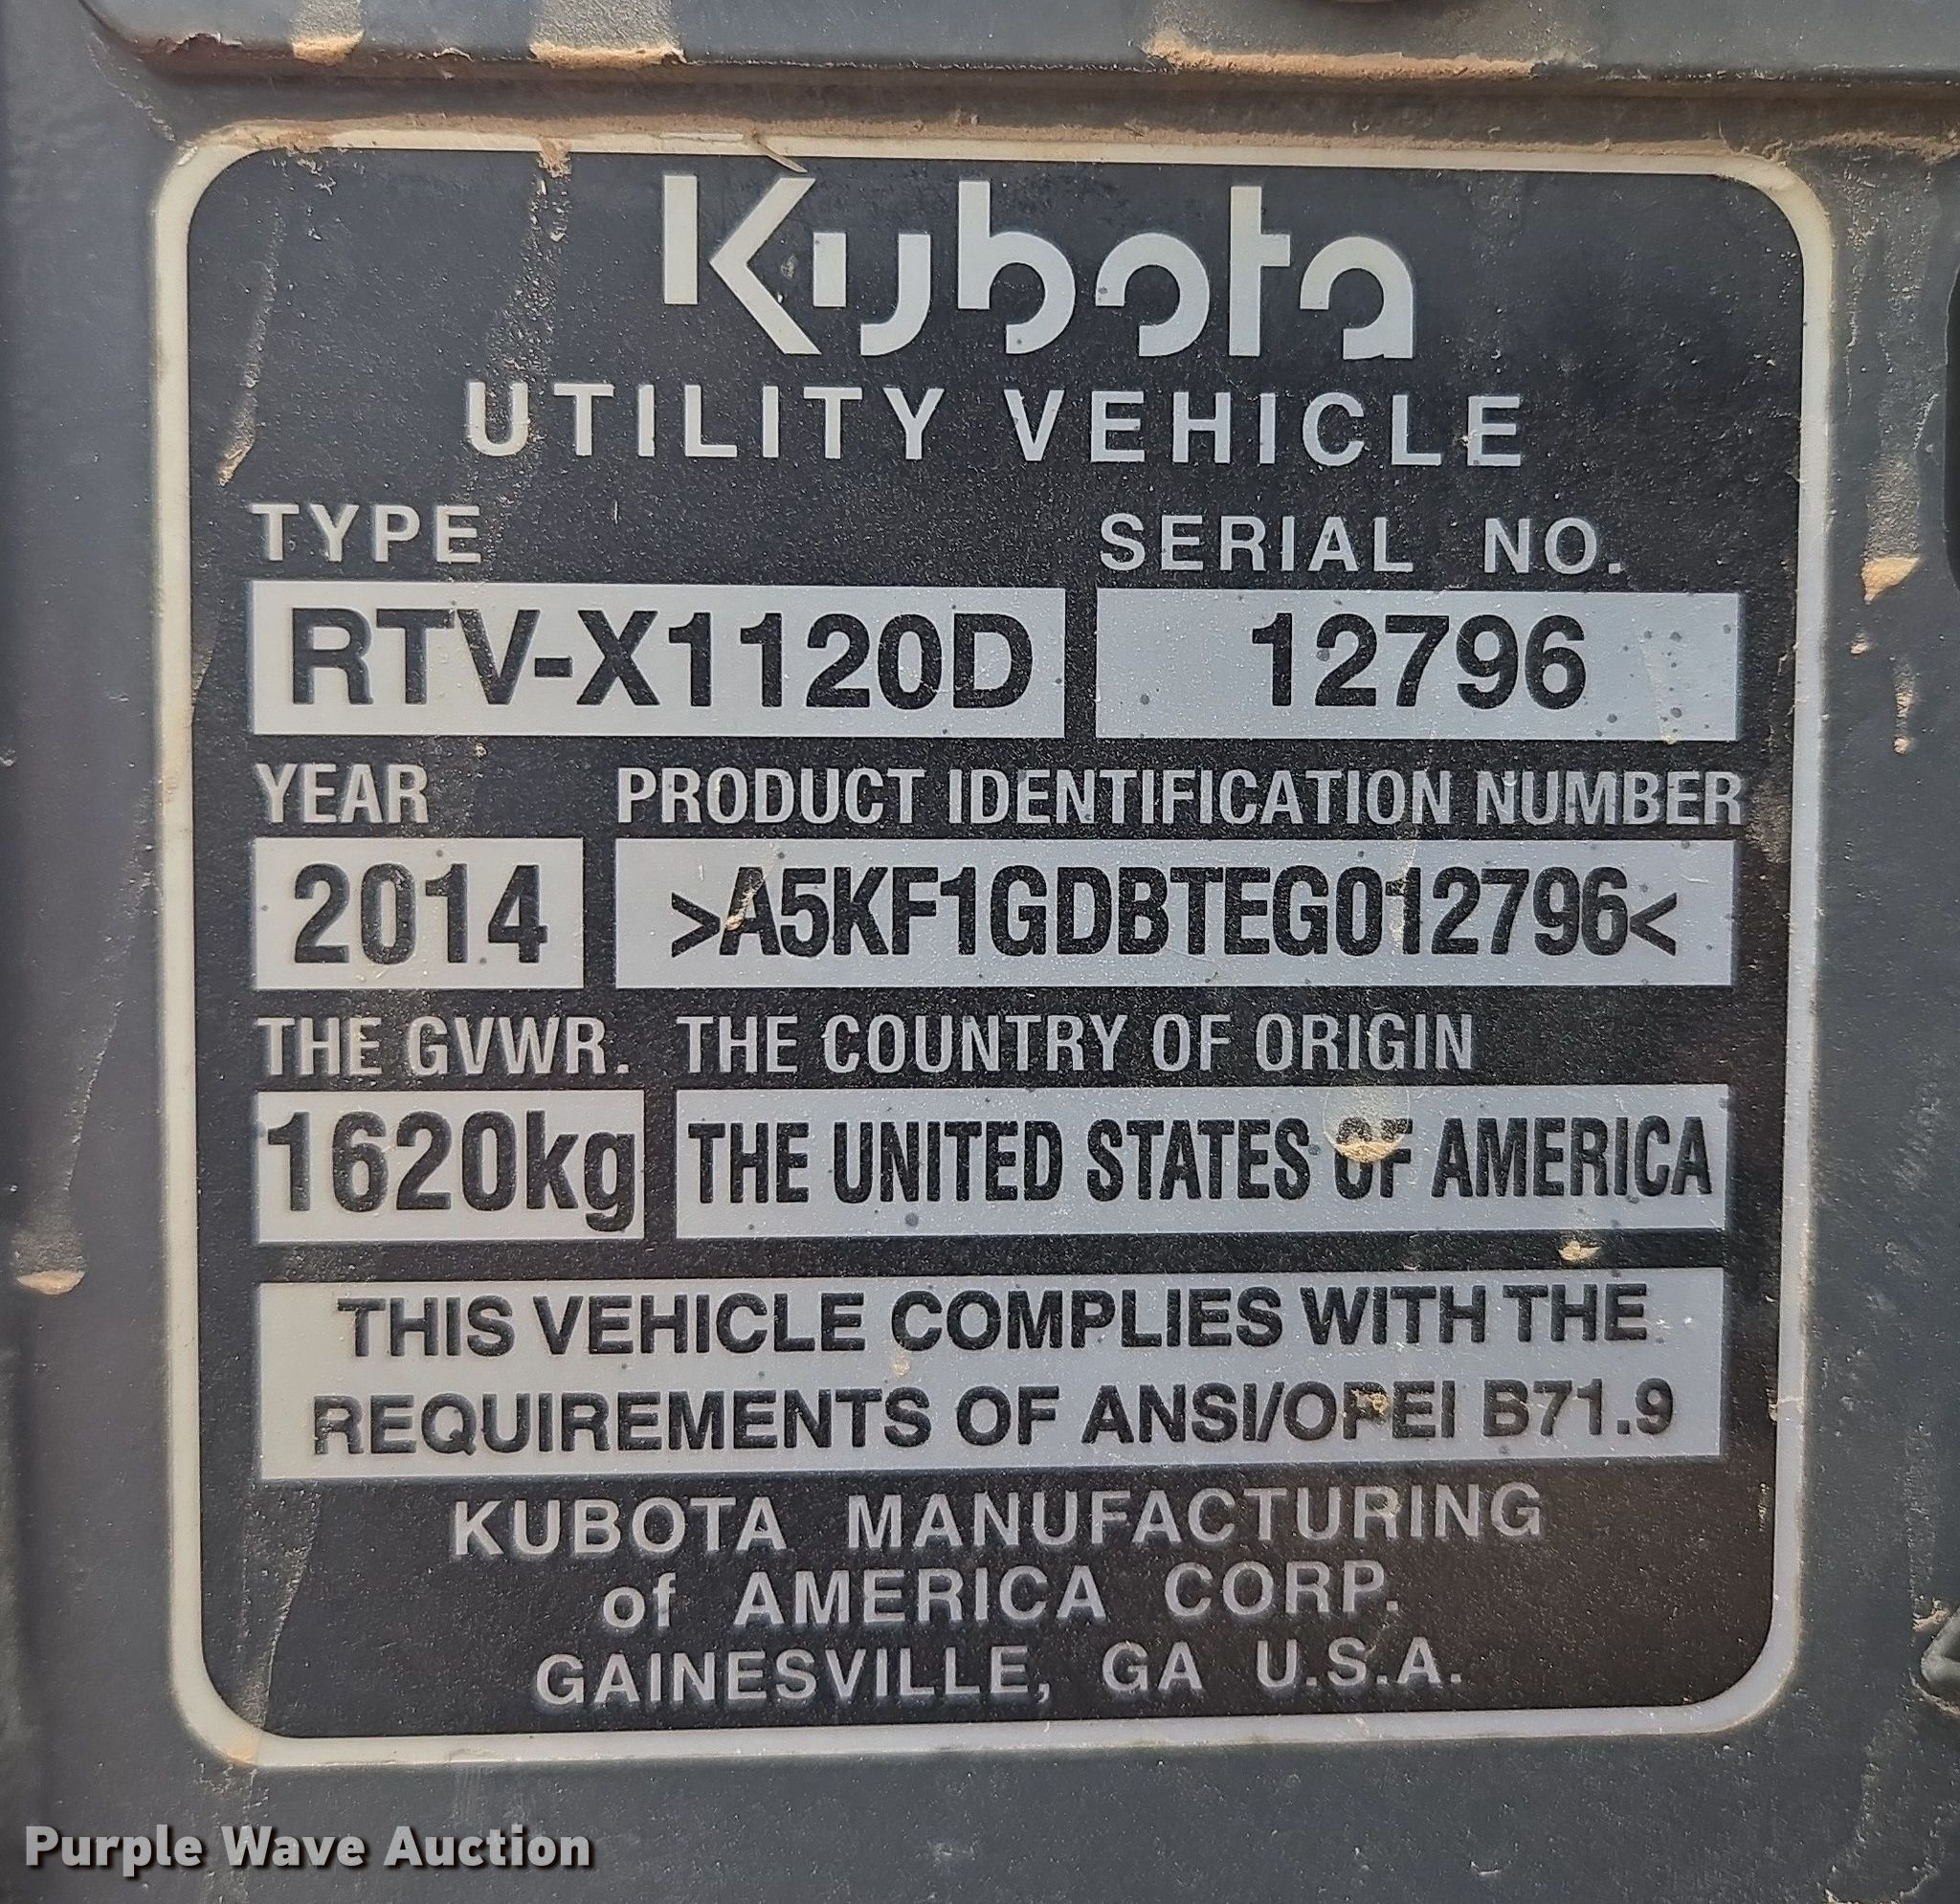 Kubota
UTILITY VEHICLE
TYPE SERIAL NO.
RTV-X1120D 12796
YEAR PRODUCT IDENTIFICATION NUMBER
2014 >A5KF1GDBTEG012796<
THE GVWR. THE COUNTRY OF ORIGIN
1620kg THE UNITED STATES OF AMERICA
THIS VEHICLE COMPLIES WITH THE
REQUIREMENTS OF ANSI/OPEI B71.9
KUBOTA MANUFACTURING
of AMERICA CORP.
GAINESVILLE, GA U.S.A.
Purple Wave Auction